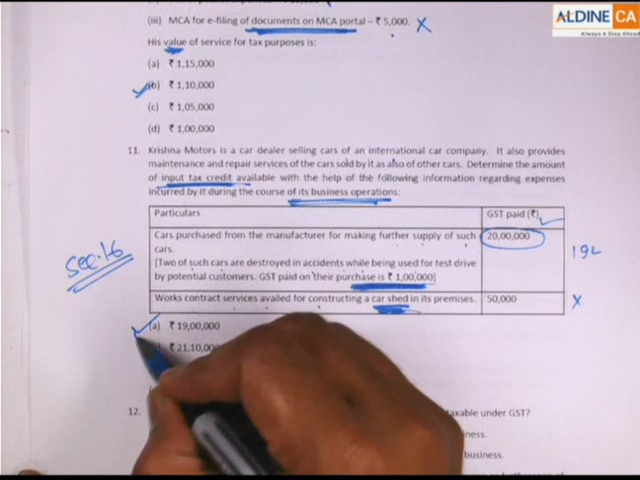 ALDINE CA
Always A Step Ahead
(iii) MCA for e-filing of documents on MCA portal – ₹ 5,000. X
His value of service for tax purposes is:
(a) ₹ 1,15,000
(b) ₹ 1,10,000
(c) ₹ 1,05,000
(d) ₹ 1,00,000
11. Krishna Motors is a car dealer selling cars of an international car company. It also provides
maintenance and repair services of the cars sold by it as also of other cars. Determine the amount
of input tax credit available with the help of the following information regarding expenses
incurred by it during the course of its business operations:
Particulars GST paid (₹)
Cars purchased from the manufacturer for making further supply of such 20,00,000
cars.
[Two of such cars are destroyed in accidents while being used for test drive
by potential customers. GST paid on their purchase is ₹ 1,00,000]
19L
Sec.16
Works contract services availed for constructing a car shed in its premises. 50,000 X
(a) ₹ 19,00,000
₹ 21,10,000
12. taxable under GST?
business.